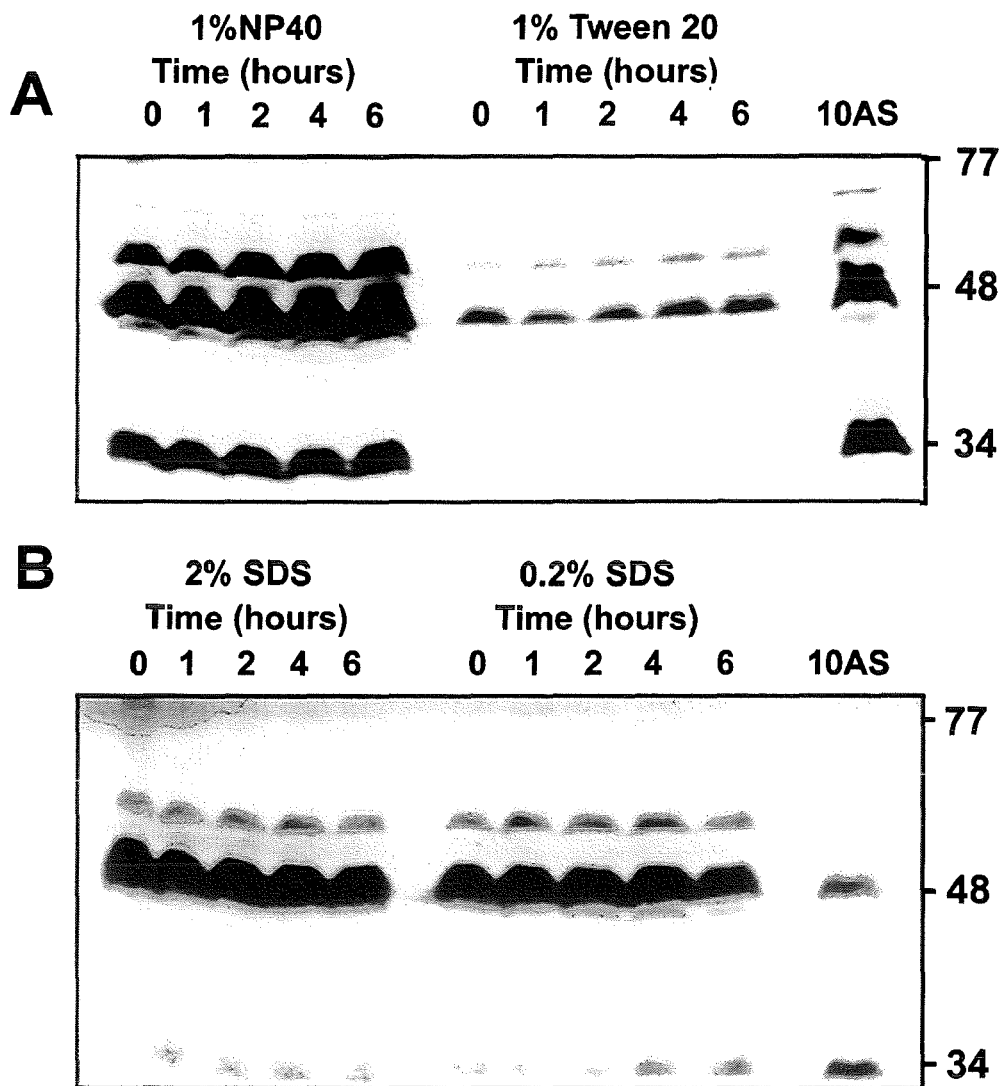 1%NP40 1% Tween 20
Time (hours) Time (hours)
A 0 1 2 4 6 0 1 2 4 6 10AS
77
48
34
B 2% SDS 0.2% SDS
Time (hours) Time (hours)
0 1 2 4 6 0 1 2 4 6 10AS
77
48
34